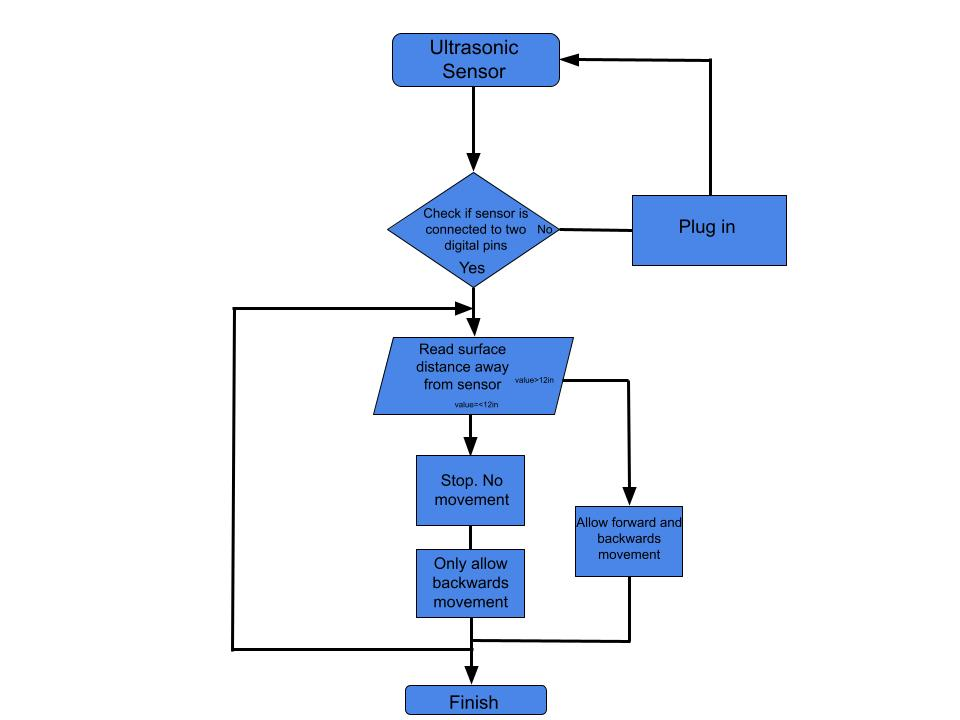 Ultrasonic
Sensor
Check if sensor is
connected to two
digital pins
No
Yes
Plug in
Read surface
distance away
from sensor
value>12in
value=<12in
Stop. No
movement
Allow forward and
backwards
movement
Only allow
backwards
movement
Finish